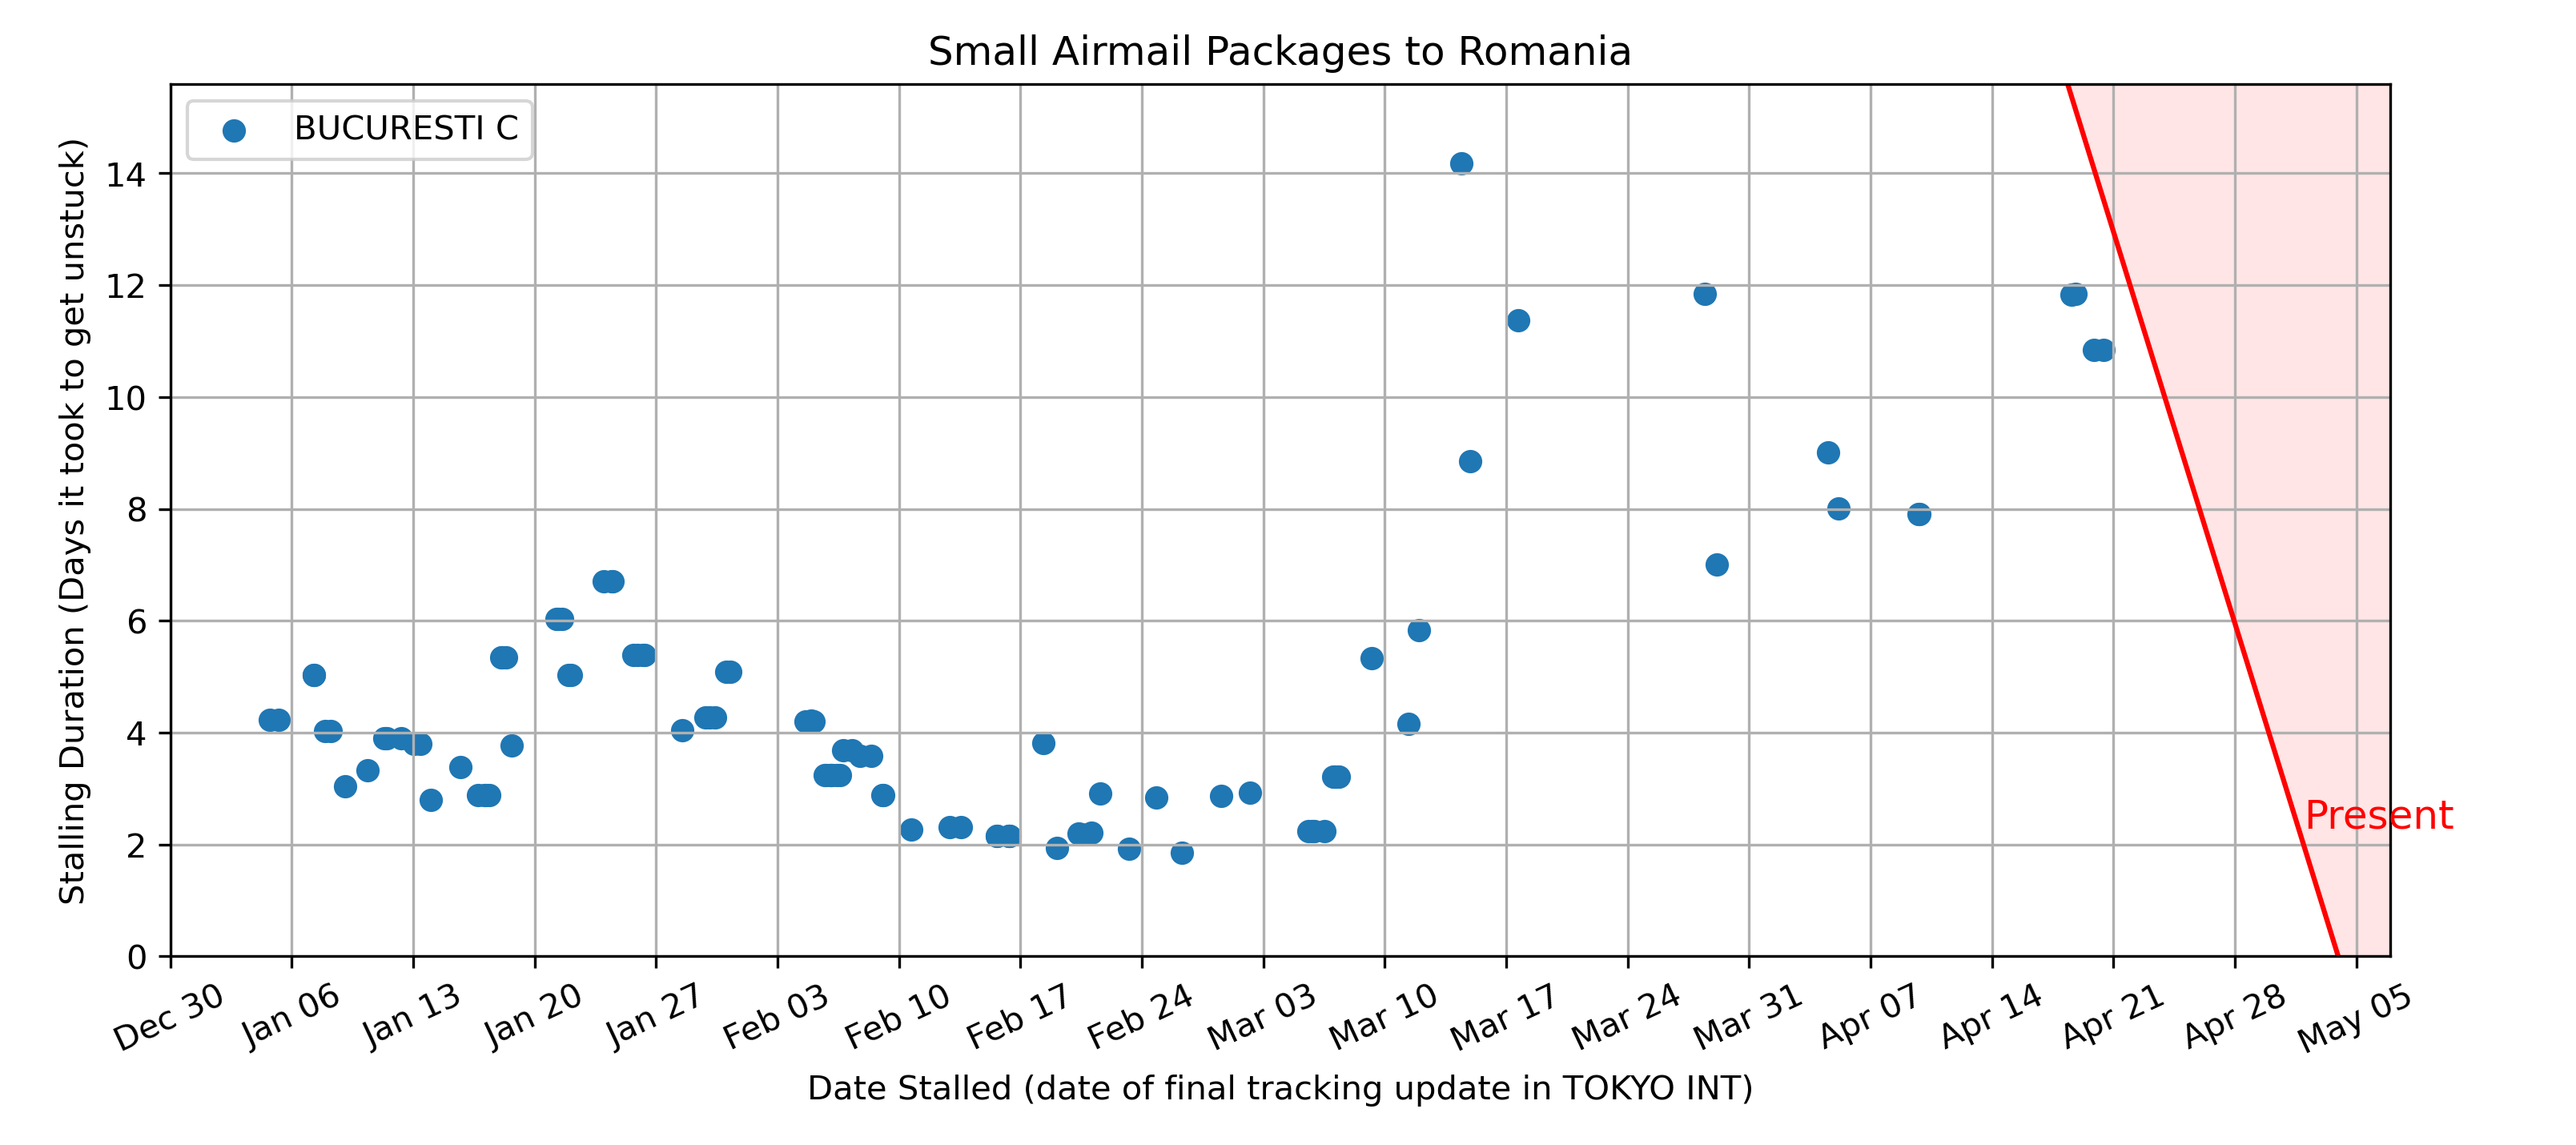 Small Airmail Packages to Romania
BUCURESTI C
Stalling Duration (Days it took to get unstuck)
14
12
10
8
6
4
2
0
Present
Dec 30
Jan 06
Jan 13
Jan 20
Jan 27
Feb 03
Feb 10
Feb 17
Feb 24
Mar 03
Mar 10
Mar 17
Mar 24
Mar 31
Apr 07
Apr 14
Apr 21
Apr 28
May 05
Date Stalled (date of final tracking update in TOKYO INT)